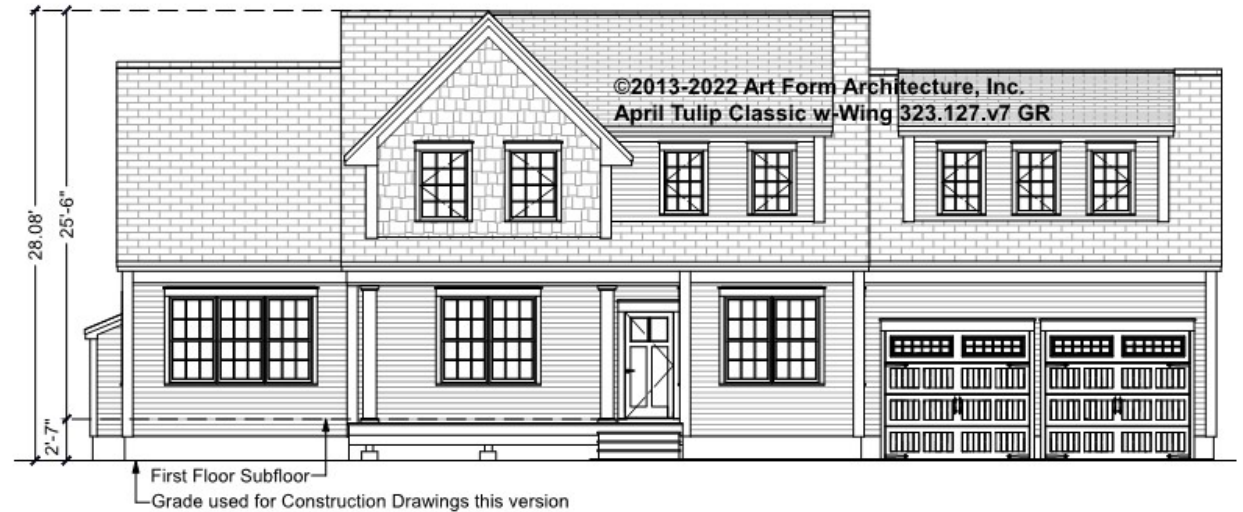 ©2013-2022 Art Form Architecture, Inc.
April Tulip Classic w-Wing 323.127.v7 GR
28.08'
25'-6"
2'-7"
First Floor Subfloor
Grade used for Construction Drawings this version